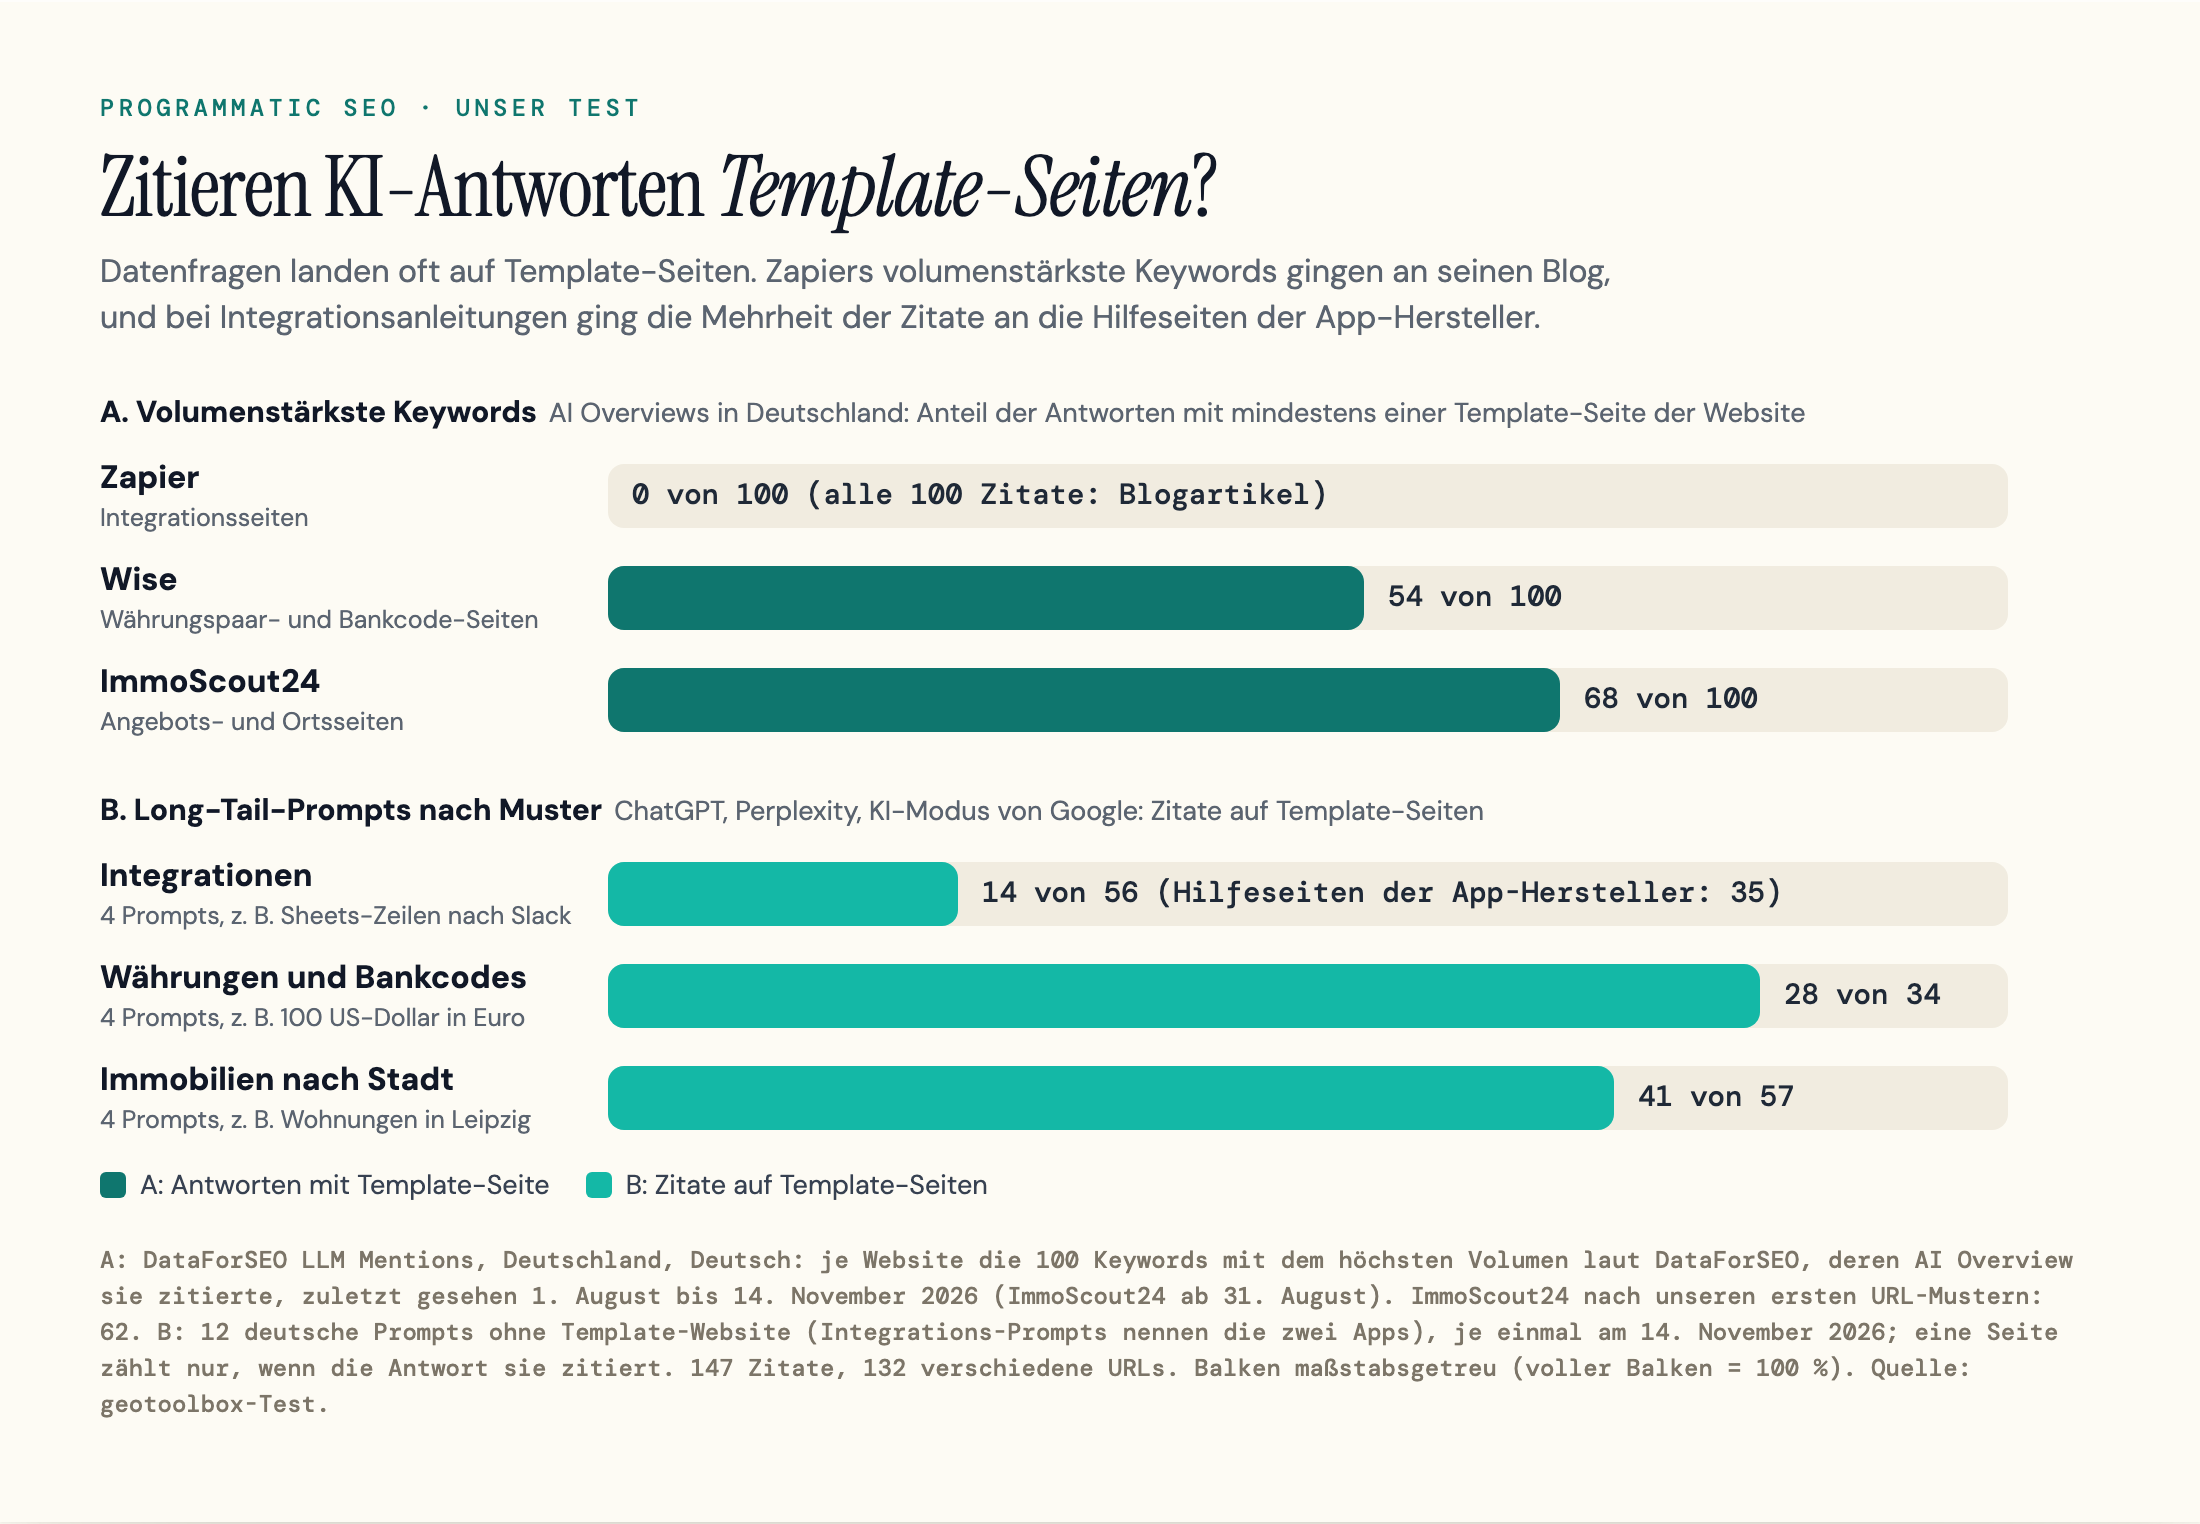 PROGRAMMATIC SEO · UNSER TEST
Zitieren KI-Antworten Template-Seiten?
Datenfragen landen oft auf Template-Seiten. Zapiers volumenstärkste Keywords gingen an seinen Blog,
und bei Integrationsanleitungen ging die Mehrheit der Zitate an die Hilfeseiten der App-Hersteller.
A. Volumenstärkste Keywords AI Overviews in Deutschland: Anteil der Antworten mit mindestens einer Template-Seite der Website
Zapier
Integrationsseiten
0 von 100 (alle 100 Zitate: Blogartikel)
Wise
Währungspaar- und Bankcode-Seiten
54 von 100
ImmoScout24
Angebots- und Ortsseiten
68 von 100
B. Long-Tail-Prompts nach Muster ChatGPT, Perplexity, KI-Modus von Google: Zitate auf Template-Seiten
Integrationen
4 Prompts, z. B. Sheets-Zeilen nach Slack
14 von 56 (Hilfeseiten der App-Hersteller: 35)
Währungen und Bankcodes
4 Prompts, z. B. 100 US-Dollar in Euro
28 von 34
Immobilien nach Stadt
4 Prompts, z. B. Wohnungen in Leipzig
41 von 57
A: Antworten mit Template-Seite B: Zitate auf Template-Seiten
A: DataForSEO LLM Mentions, Deutschland, Deutsch: je Website die 100 Keywords mit dem höchsten Volumen laut DataForSEO, deren AI Overview
sie zitierte, zuletzt gesehen 1. August bis 14. November 2026 (ImmoScout24 ab 31. August). ImmoScout24 nach unseren ersten URL-Mustern:
62. B: 12 deutsche Prompts ohne Template-Website (Integrations-Prompts nennen die zwei Apps), je einmal am 14. November 2026; eine Seite
zählt nur, wenn die Antwort sie zitiert. 147 Zitate, 132 verschiedene URLs. Balken maßstabsgetreu (voller Balken = 100 %). Quelle:
geotoolbox-Test.